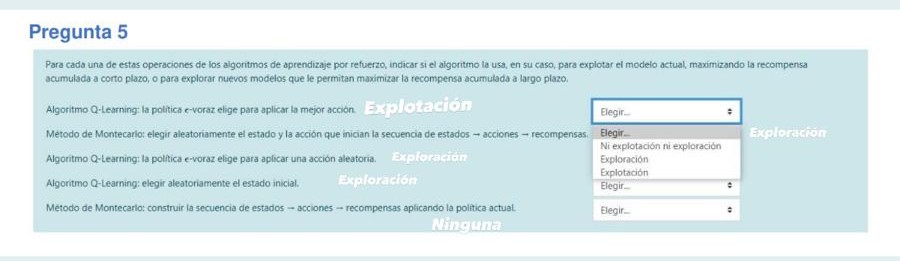 Pregunta 5
Para cada una de estas operaciones de los algoritmos de aprendizaje por refuerzo, indicar si el algoritmo la usa, en su caso, para explotar el modelo actual, maximizando la recompensa
acumulada a corto plazo, o para explorar nuevos modelos que le permitan maximizar la recompensa acumulada a largo plazo.
Algoritmo Q-Learning: la política ϵ-voraz elige para aplicar la mejor acción. Explotación Elegir...
Método de Montecarlo: elegir aleatoriamente el estado y la acción que inician la secuencia de estados → acciones → recompensas. Elegir... Exploración
Ni explotación ni exploración
Algoritmo Q-Learning: la política ϵ-voraz elige para aplicar una acción aleatoria. Exploración Exploración
Explotación
Algoritmo Q-Learning: elegir aleatoriamente el estado inicial. Exploración Elegir...
Método de Montecarlo: construir la secuencia de estados → acciones → recompensas aplicando la política actual. Elegir...
Ninguna